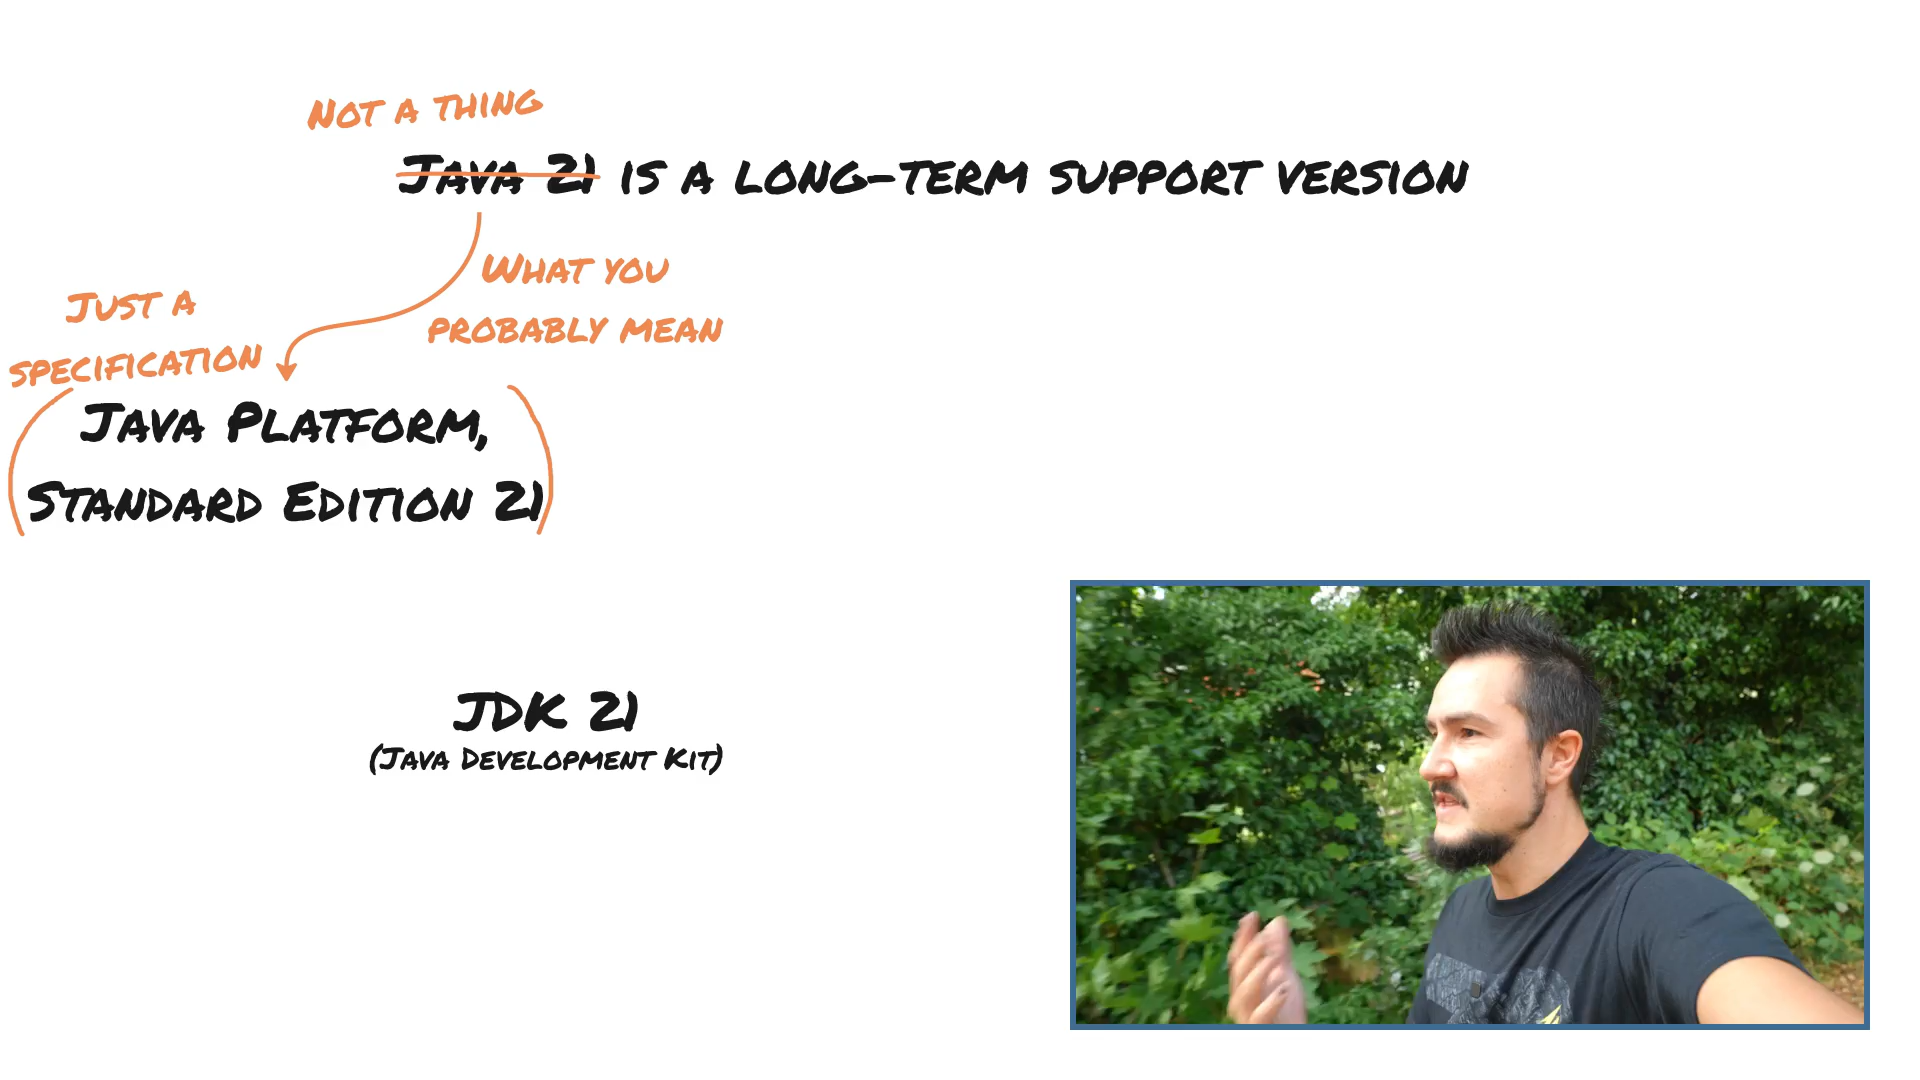 Not a thing
Java 21 is a long-term support version
What you
probably mean
Just a
specification
Java Platform,
Standard Edition 21
JDK 21
(Java Development Kit)